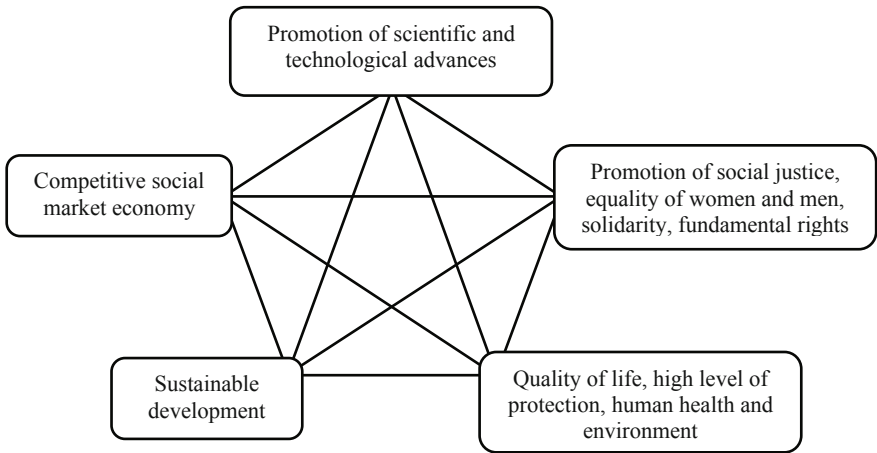 Promotion of scientific and
technological advances
Competitive social
market economy
Promotion of social justice,
equality of women and men,
solidarity, fundamental rights
Sustainable
development
Quality of life, high level of
protection, human health and
environment